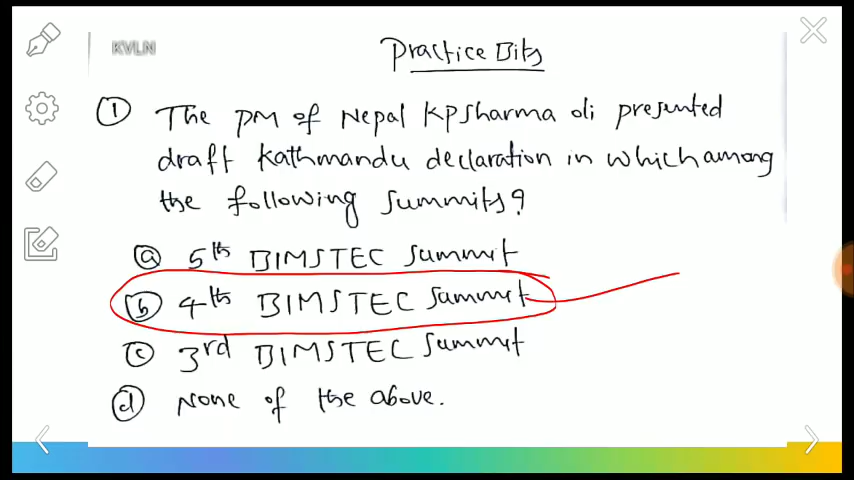 KVLN
Practice Bits
① The PM of Nepal KPSharma oli presented
draft Kathmandu declaration in which among
the following Summits?
ⓐ 5th BIMSTEC Summit
ⓑ 4th BIMSTEC Summit
ⓒ 3rd BIMSTEC Summit
ⓓ None of the above.